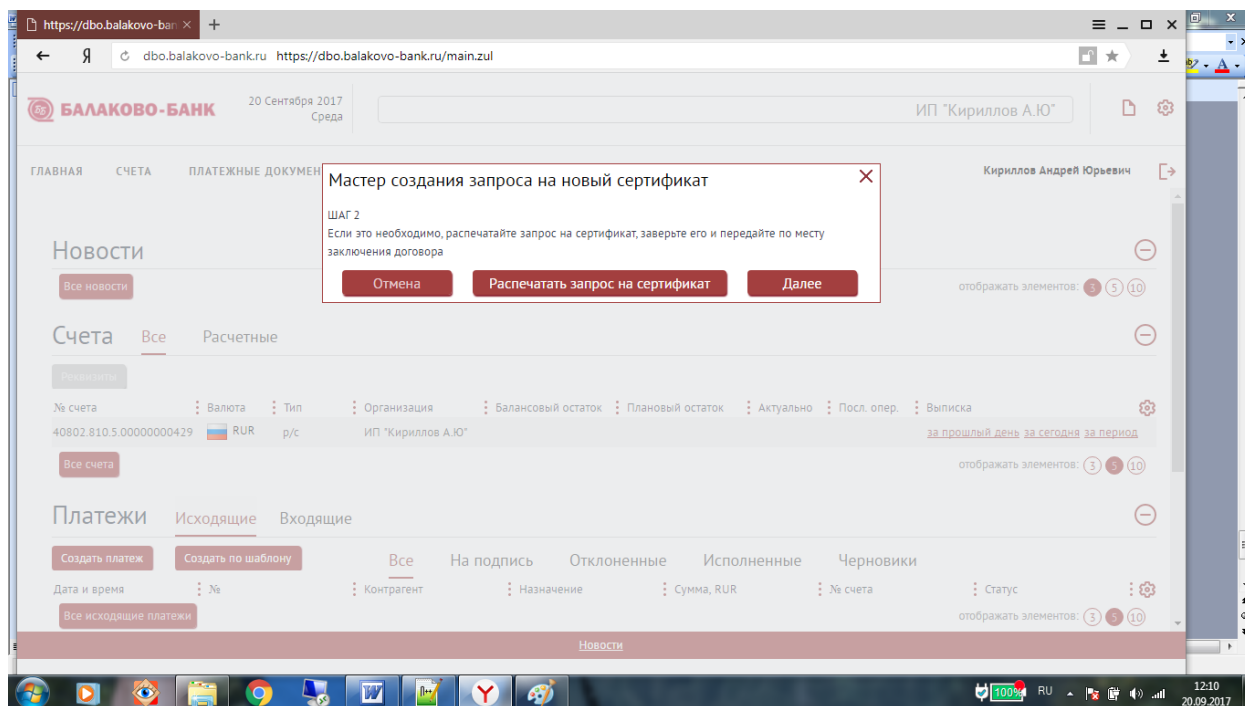 https://dbo.balakovo-ban
Я dbo.balakovo-bank.ru https://dbo.balakovo-bank.ru/main.zul
ББ БАЛАКОВО-БАНК
20 Сентября 2017
Среда
ИП "Кириллов А.Ю"
ГЛАВНАЯ СЧЕТА ПЛАТЕЖНЫЕ ДОКУМЕН
Кириллов Андрей Юрьевич
Мастер создания запроса на новый сертификат
ШАГ 2
Если это необходимо, распечатайте запрос на сертификат, заверьте его и передайте по месту
заключения договора
Отмена Распечатать запрос на сертификат Далее
Новости
Все новости
отображать элементов: 3 5 10
Счета Все Расчетные
Реквизиты
№ счета Валюта Тип Организация Балансовый остаток Плановый остаток Актуально Посл. опер. Выписка
40802.810.5.00000000429 RUR р/с ИП "Кириллов А.Ю" за прошлый день за сегодня за период
Все счета
отображать элементов: 3 5 10
Платежи Исходящие Входящие
Создать платеж Создать по шаблону Все На подпись Отклоненные Исполненные Черновики
Дата и время № Контрагент Назначение Сумма, RUR № счета Статус
Все исходящие платежи
отображать элементов: 3 5 10
Новости
100% RU 12:10
20.09.2017